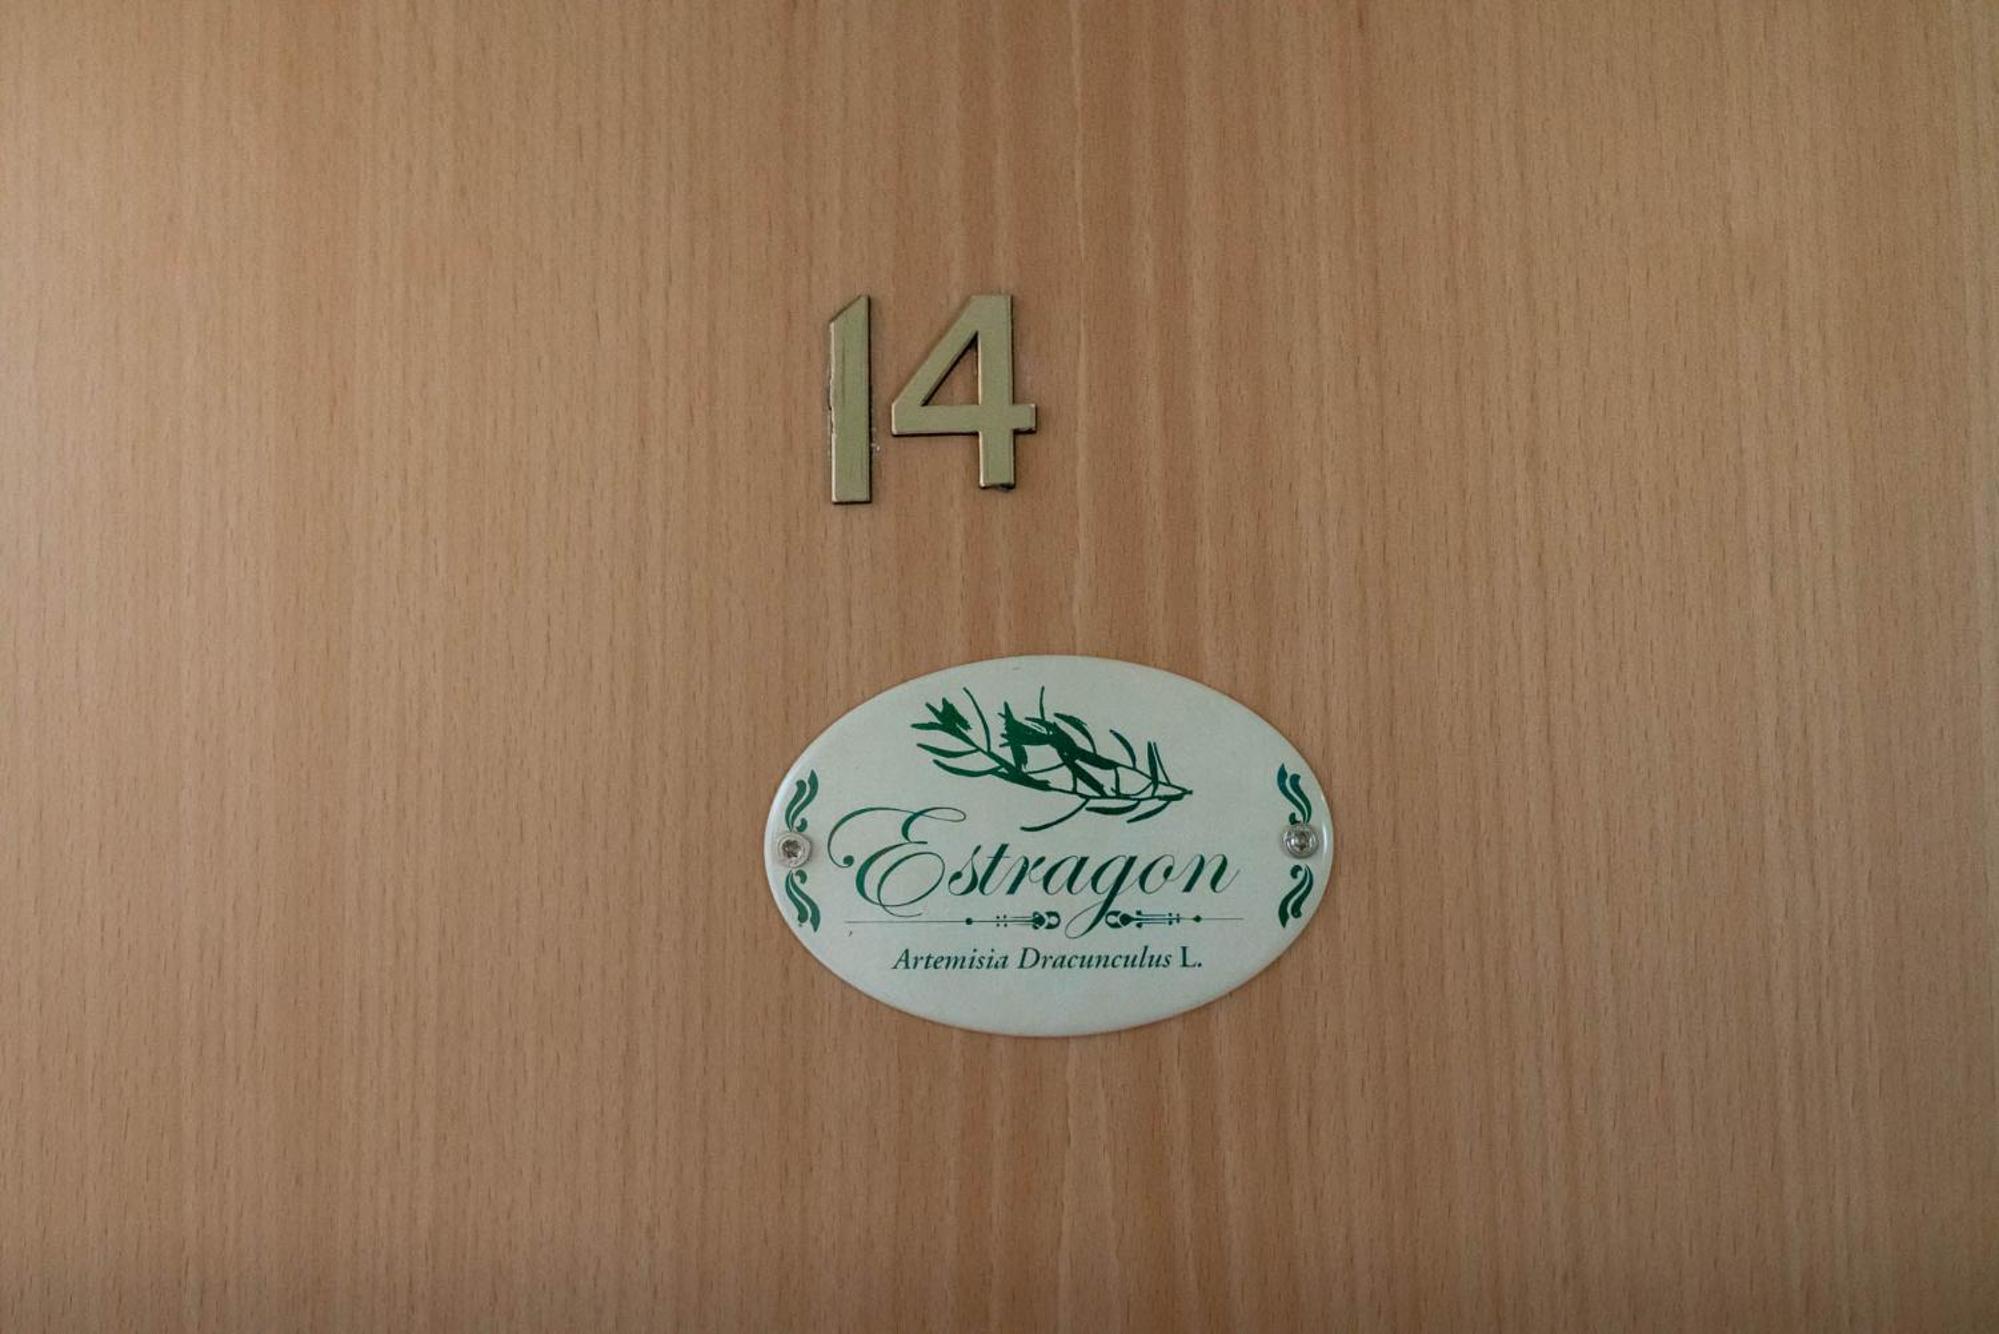 14
Estragon
Artemisia Dracunculus L.